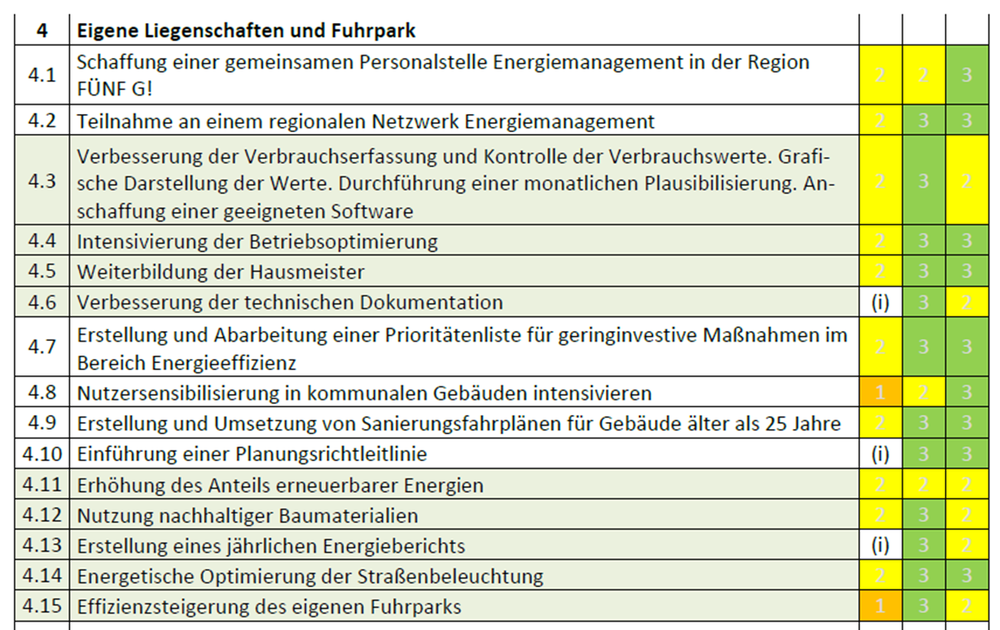 4 Eigene Liegenschaften und Fuhrpark
4.1 Schaffung einer gemeinsamen Personalstelle Energiemanagement in der Region
FÜNF G! 2 2 3
4.2 Teilnahme an einem regionalen Netzwerk Energiemanagement 2 3 3
Verbesserung der Verbrauchserfassung und Kontrolle der Verbrauchswerte. Grafi-
4.3 sche Darstellung der Werte. Durchführung einer monatlichen Plausibilisierung. An- 2 3 2
schaffung einer geeigneten Software
4.4 Intensivierung der Betriebsoptimierung 2 3 3
4.5 Weiterbildung der Hausmeister 2 3 3
4.6 Verbesserung der technischen Dokumentation (i) 3 2
4.7 Erstellung und Abarbeitung einer Prioritätenliste für geringinvestive Maßnahmen im
Bereich Energieeffizienz 2 3 3
4.8 Nutzersensibilisierung in kommunalen Gebäuden intensivieren 1 2 3
4.9 Erstellung und Umsetzung von Sanierungsfahrplänen für Gebäude älter als 25 Jahre 2 3 3
4.10 Einführung einer Planungsrichtleitlinie (i) 3 3
4.11 Erhöhung des Anteils erneuerbarer Energien 2 2 2
4.12 Nutzung nachhaltiger Baumaterialien 2 3 2
4.13 Erstellung eines jährlichen Energieberichts (i) 3 2
4.14 Energetische Optimierung der Straßenbeleuchtung 2 3 3
4.15 Effizienzsteigerung des eigenen Fuhrparks 1 3 2